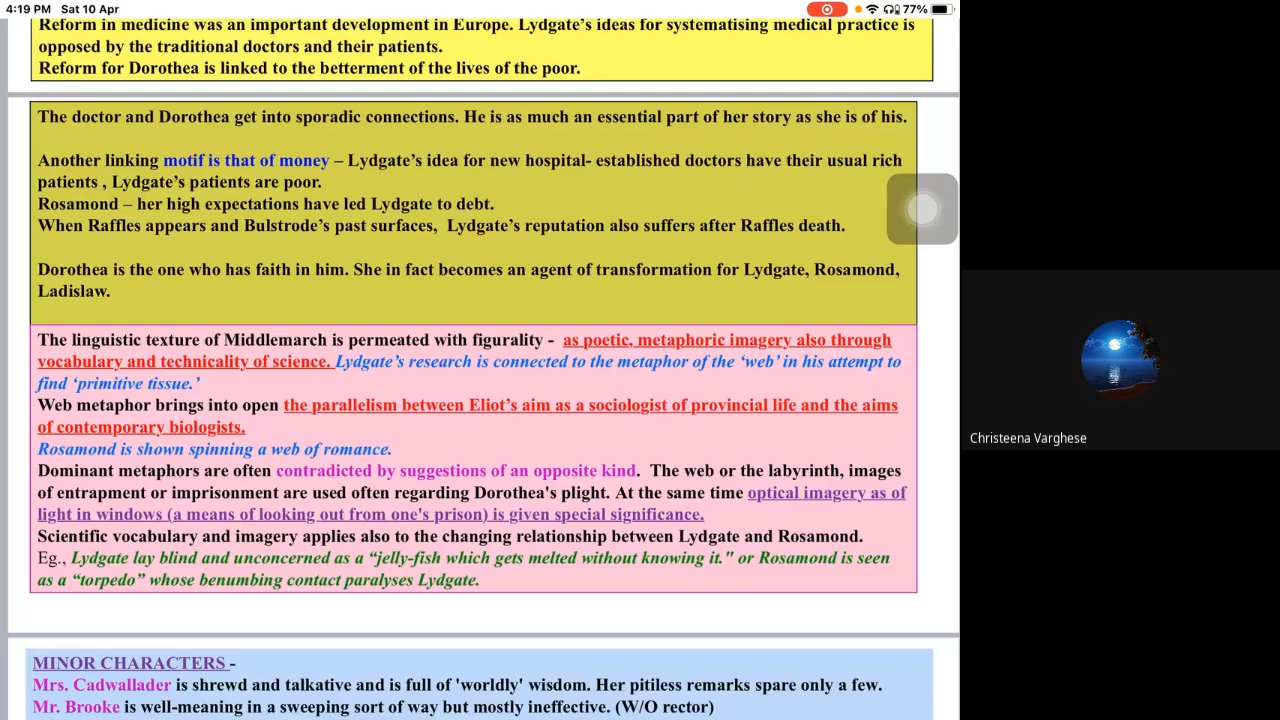 4:19 PM Sat 10 Apr
77%
Reform in medicine was an important development in Europe. Lydgate's ideas for systematising medical practice is
opposed by the traditional doctors and their patients.
Reform for Dorothea is linked to the betterment of the lives of the poor.
The doctor and Dorothea get into sporadic connections. He is as much an essential part of her story as she is of his.
Another linking motif is that of money – Lydgate's idea for new hospital- established doctors have their usual rich
patients , Lydgate's patients are poor.
Rosamond – her high expectations have led Lydgate to debt.
When Raffles appears and Bulstrode's past surfaces, Lydgate's reputation also suffers after Raffles death.
Dorothea is the one who has faith in him. She in fact becomes an agent of transformation for Lydgate, Rosamond,
Ladislaw.
The linguistic texture of Middlemarch is permeated with figurality - as poetic, metaphoric imagery also through
vocabulary and technicality of science. Lydgate's research is connected to the metaphor of the 'web' in his attempt to
find 'primitive tissue.'
Web metaphor brings into open the parallelism between Eliot's aim as a sociologist of provincial life and the aims
of contemporary biologists.
Rosamond is shown spinning a web of romance.
Dominant metaphors are often contradicted by suggestions of an opposite kind. The web or the labyrinth, images
of entrapment or imprisonment are used often regarding Dorothea's plight. At the same time optical imagery as of
light in windows (a means of looking out from one's prison) is given special significance.
Scientific vocabulary and imagery applies also to the changing relationship between Lydgate and Rosamond.
Eg., Lydgate lay blind and unconcerned as a "jelly-fish which gets melted without knowing it." or Rosamond is seen
as a "torpedo" whose benumbing contact paralyses Lydgate.
MINOR CHARACTERS -
Mrs. Cadwallader is shrewd and talkative and is full of 'worldly' wisdom. Her pitiless remarks spare only a few.
Mr. Brooke is well-meaning in a sweeping sort of way but mostly ineffective. (W/O rector)
Christeena Varghese